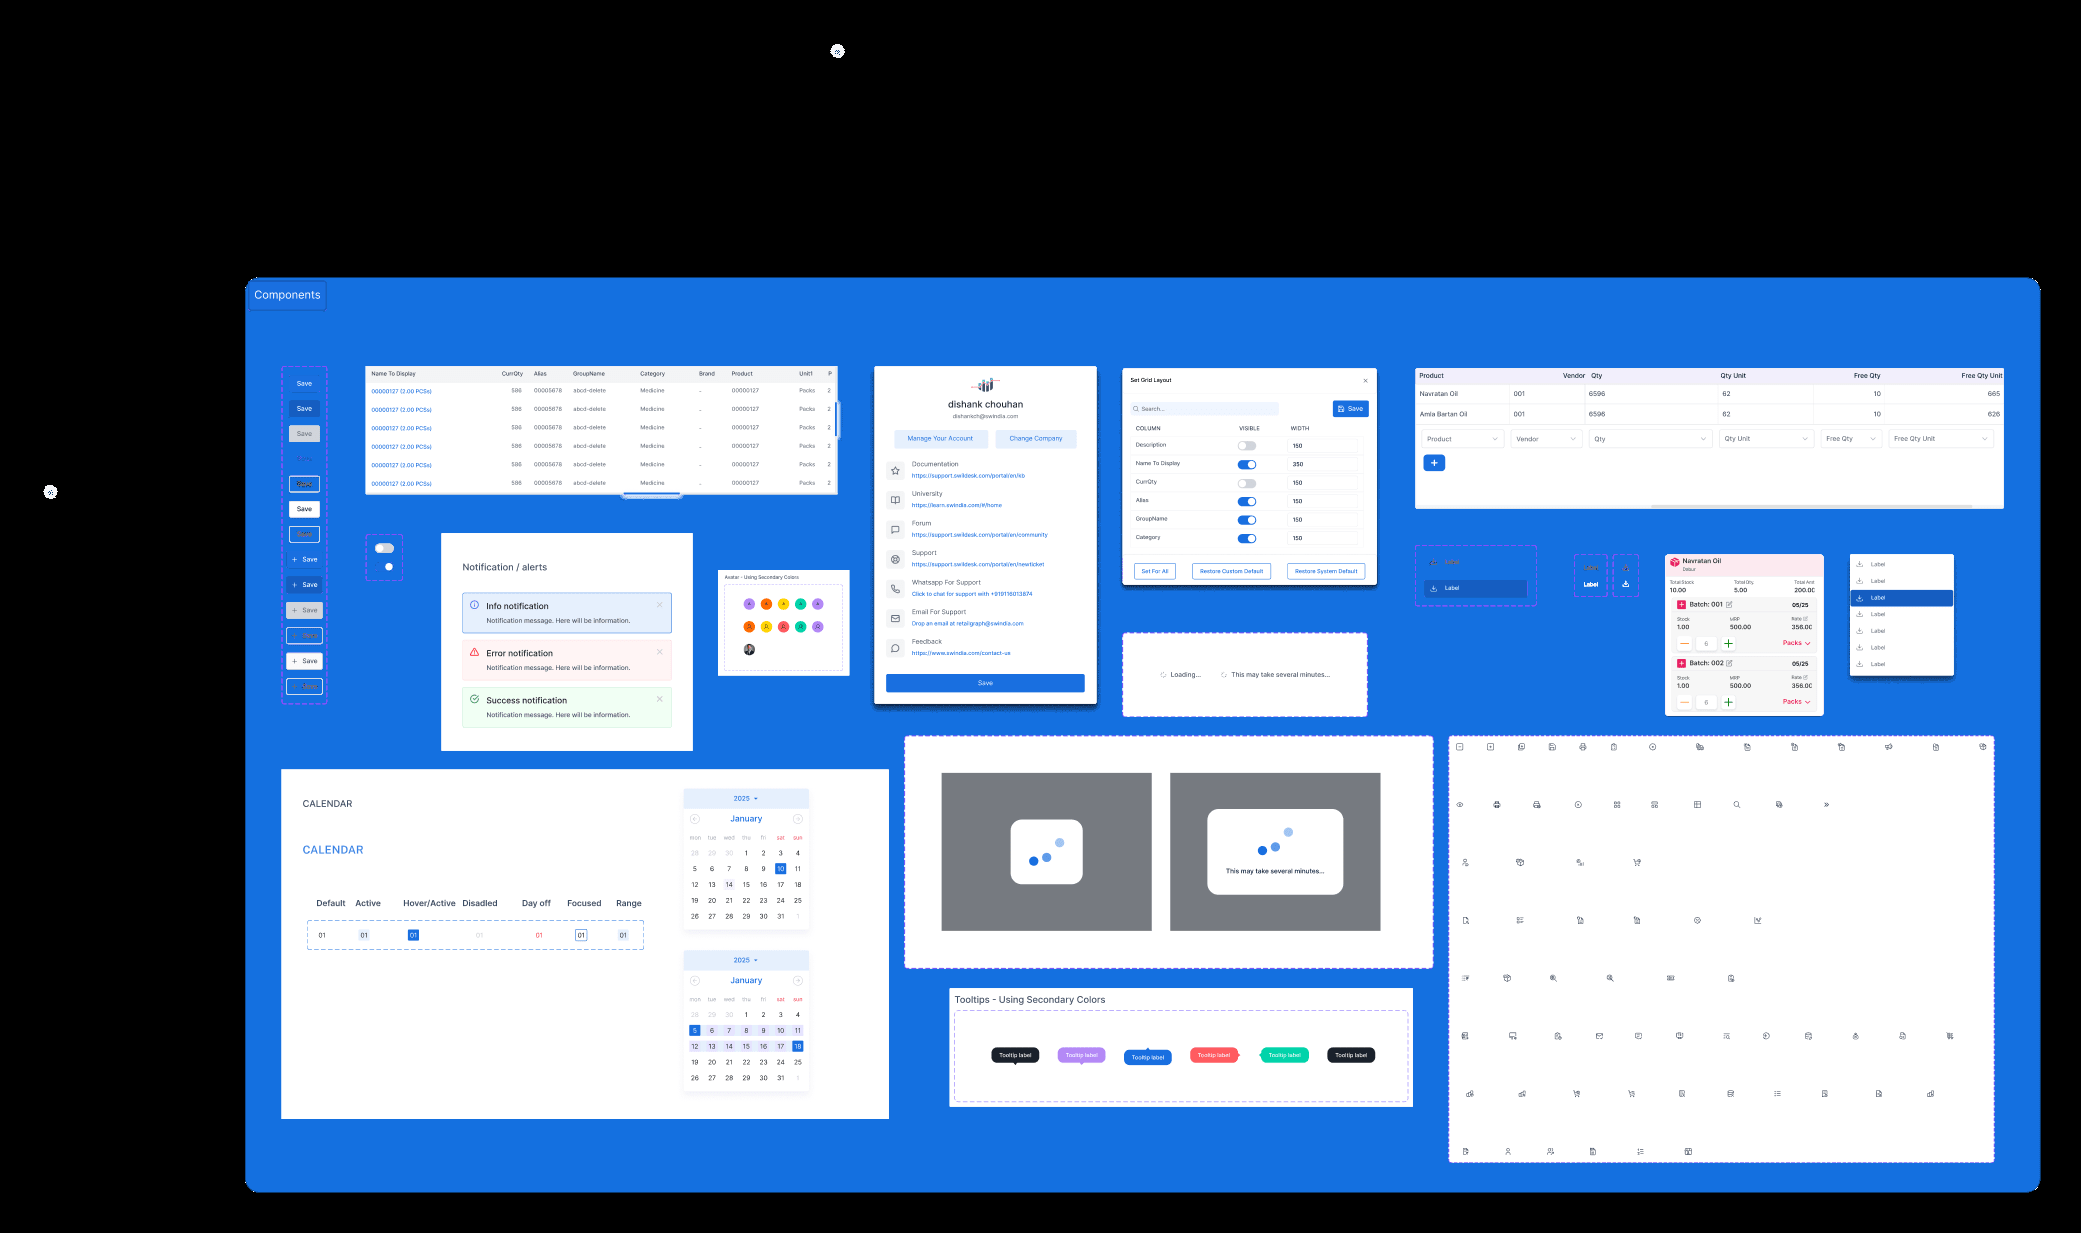 Components
Save
Save
Save
Save
Save
Save
Save
Save
Save
Name To Display CurrQty Alias GroupName Category Brand Product Unit1 P
00000127 (2.00 PCSs) 586 00005678 abcd-delete Medicine - 00000127 Packs 2
00000127 (2.00 PCSs) 586 00005678 abcd-delete Medicine - 00000127 Packs 2
00000127 (2.00 PCSs) 586 00005678 abcd-delete Medicine - 00000127 Packs 2
00000127 (2.00 PCSs) 586 00005678 abcd-delete Medicine - 00000127 Packs 2
00000127 (2.00 PCSs) 586 00005678 abcd-delete Medicine - 00000127 Packs 2
00000127 (2.00 PCSs) 586 00005678 abcd-delete Medicine - 00000127 Packs 2
Notification / alerts
Info notification
Notification message. Here will be information.
Error notification
Notification message. Here will be information.
Success notification
Notification message. Here will be information.
Avatar - Using Secondary Colors
dishank chouhan
dishankch@swindia.com
Manage Your Account Change Company
Documentation
https://support.swildesk.com/portal/en/kb
University
https://learn.swindia.com/#/home
Forum
https://support.swildesk.com/portal/en/community
Support
https://support.swildesk.com/portal/en/newticket
Whatsapp For Support
Click to chat for support with +919116013874
Email For Support
Drop an email at retailgraph@swindia.com
Feedback
https://www.swindia.com/contact-us
Save
Set Grid Layout
Search...
Save
COLUMN VISIBLE WIDTH
Description 150
Name To Display 350
CurrQty 150
Alias 150
GroupName 150
Category 150
Set For All Restore Custom Default Restore System Default
Loading... This may take several minutes...
Product Vendor Qty Qty Unit Free Qty Free Qty Unit
Navratan Oil 001 6596 62 10 665
Amla Bartan Oil 001 6596 62 10 626
Product Vendor Qty Qty Unit Free Qty Free Qty Unit
Label
Label
Navratan Oil
Dabur
Total Stock Total Qty. Total Amt
10.00 5.00 200.00
Batch: 001 05/25
Stock MRP Rate
1.00 500.00 356.00
6 Packs
Batch: 002 05/25
Stock MRP Rate
1.00 500.00 356.00
6 Packs
Label
Label
Label
Label
Label
Label
Label
CALENDAR
CALENDAR
Default Active Hover/Active Disadled Day off Focused Range
01 01 01 01 01 01 01
2025
January
mon tue wed thu fri sat sun
28 29 30 1 2 3 4
5 6 7 8 9 10 11
12 13 14 15 16 17 18
19 20 21 22 23 24 25
26 27 28 29 30 31 1
2025
January
mon tue wed thu fri sat sun
28 29 30 1 2 3 4
5 6 7 8 9 10 11
12 13 14 15 16 17 18
19 20 21 22 23 24 25
26 27 28 29 30 31 1
This may take several minutes...
Tooltips - Using Secondary Colors
Tooltip label Tooltip label Tooltip label Tooltip label Tooltip label Tooltip label